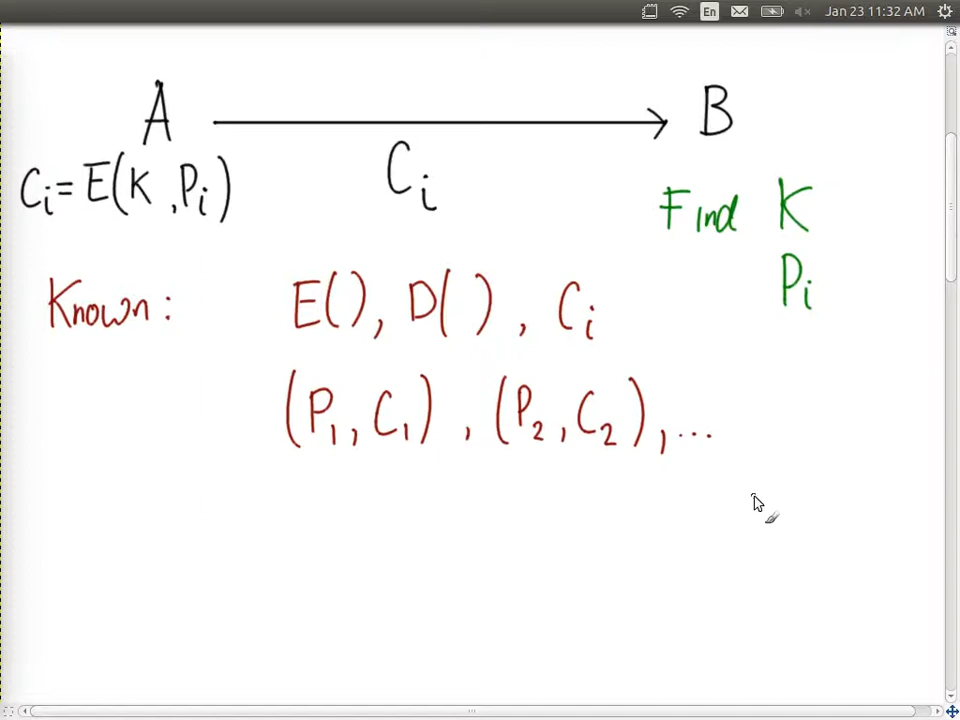 En Jan 23 11:32 AM
A B
Ci=E(K,Pi) Ci
Find K
Pi
Known: E(), D( ), Ci
(P1,C1), (P2,C2),...